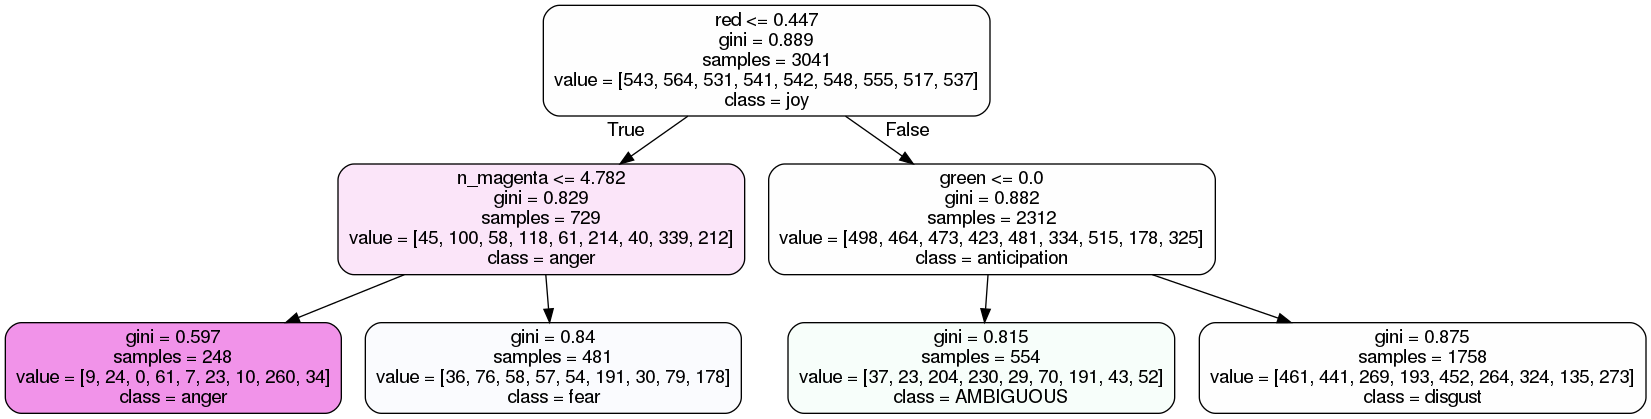 red <= 0.447
gini = 0.889
samples = 3041
value = [543, 564, 531, 541, 542, 548, 555, 517, 537]
class = joy
True
False
n_magenta <= 4.782
gini = 0.829
samples = 729
value = [45, 100, 58, 118, 61, 214, 40, 339, 212]
class = anger
green <= 0.0
gini = 0.882
samples = 2312
value = [498, 464, 473, 423, 481, 334, 515, 178, 325]
class = anticipation
gini = 0.597
samples = 248
value = [9, 24, 0, 61, 7, 23, 10, 260, 34]
class = anger
gini = 0.84
samples = 481
value = [36, 76, 58, 57, 54, 191, 30, 79, 178]
class = fear
gini = 0.815
samples = 554
value = [37, 23, 204, 230, 29, 70, 191, 43, 52]
class = AMBIGUOUS
gini = 0.875
samples = 1758
value = [461, 441, 269, 193, 452, 264, 324, 135, 273]
class = disgust